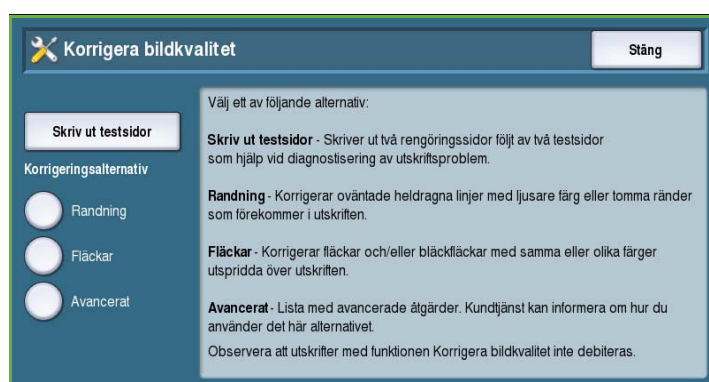 Korrigera bildkvalitet
Stäng
Skriv ut testsidor
Korrigeringsalternativ
Randning
Fläckar
Avancerat
Välj ett av följande alternativ:
Skriv ut testsidor - Skriver ut två rengöringssidor följt av två testsidor
som hjälp vid diagnostisering av utskriftsproblem.
Randning - Korrigerar oväntade heldragna linjer med ljusare färg eller tomma ränder
som förekommer i utskriften.
Fläckar - Korrigerar fläckar och/eller bläckfläckar med samma eller olika färger
utspridda över utskriften.
Avancerat - Lista med avancerade åtgärder. Kundtjänst kan informera om hur du
använder det här alternativet.
Observera att utskrifter med funktionen Korrigera bildkvalitet inte debiteras.